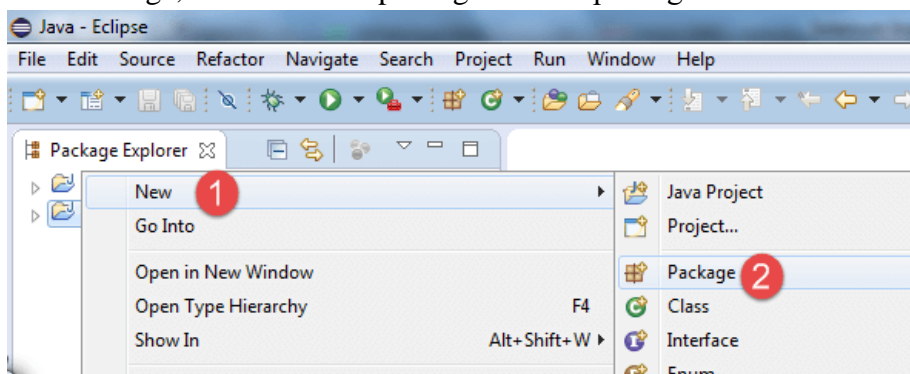 Java - Eclipse
File Edit Source Refactor Navigate Search Project Run Window Help
Package Explorer
New 1
Java Project
Go Into
Project...
Open in New Window
Package 2
Open Type Hierarchy F4
Class
Show In Alt+Shift+W
Interface
Enum